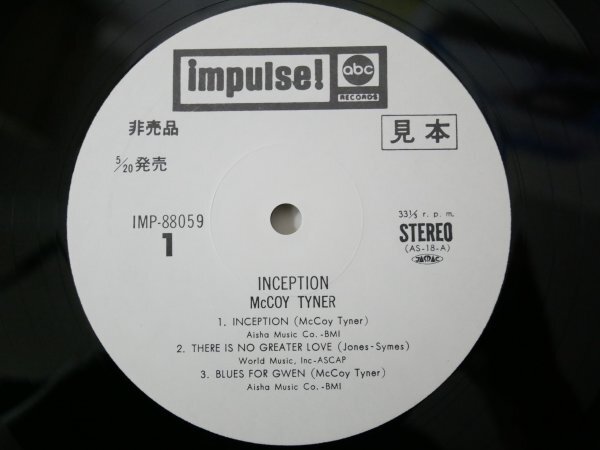 impulse!
abc
RECORDS
非売品
見本
5/20発売
IMP-88059
1
33⅓ r. p. m.
STEREO
(AS-18-A)
JASRAC
INCEPTION
McCOY TYNER
1. INCEPTION (McCoy Tyner)
Aisha Music Co.-BMI
2. THERE IS NO GREATER LOVE (Jones-Symes)
World Music, Inc-ASCAP
3. BLUES FOR GWEN (McCoy Tyner)
Aisha Music Co.-BMI